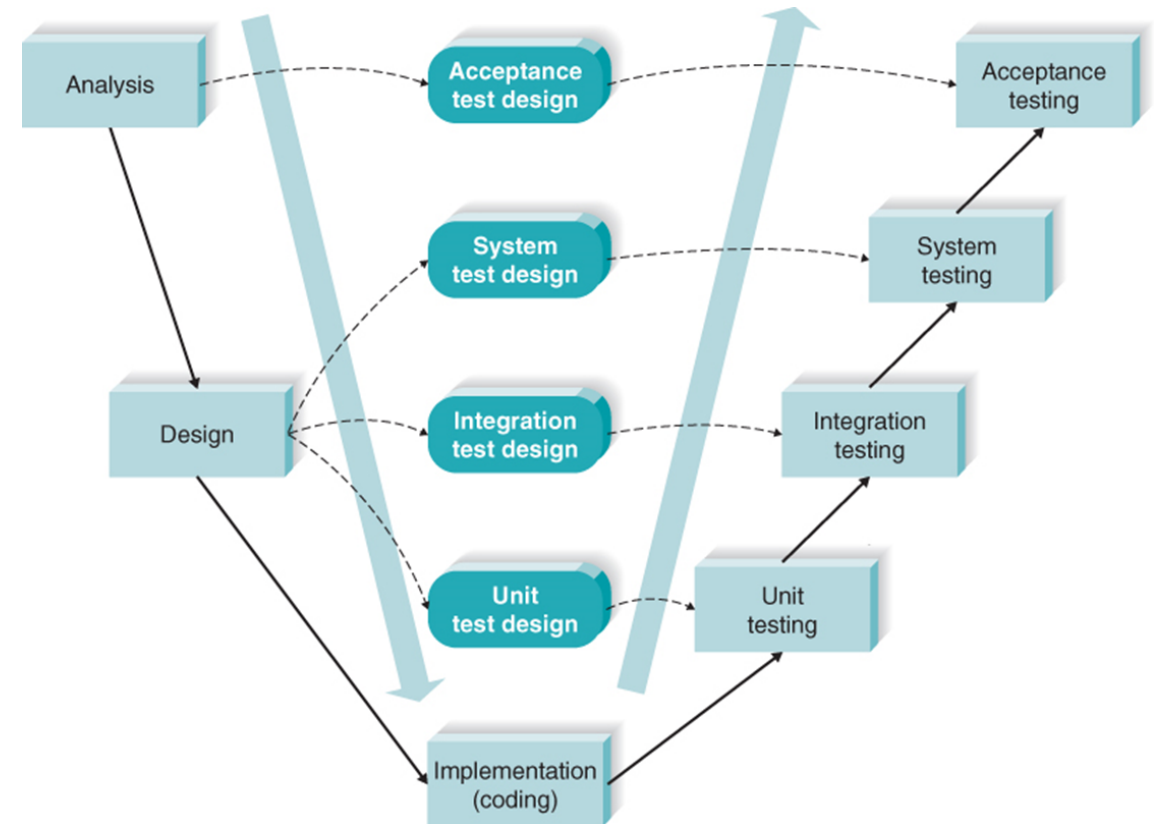 Analysis
Acceptance
test design
Acceptance
testing
System
test design
System
testing
Design
Integration
test design
Integration
testing
Unit
test design
Unit
testing
Implementation
(coding)